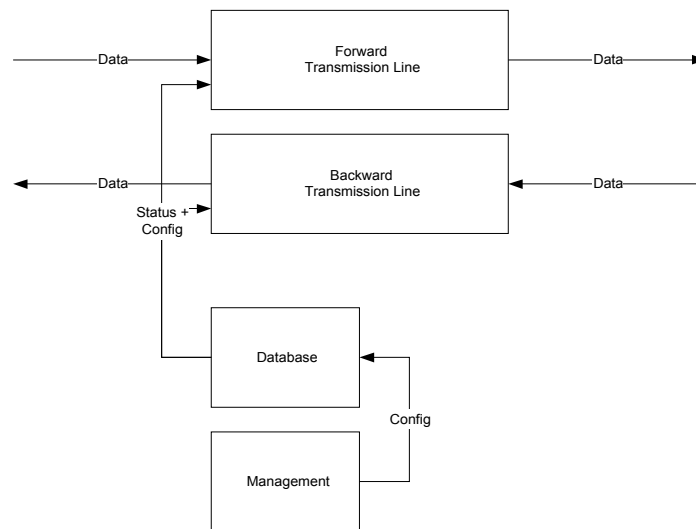 Forward
Transmission Line
Data
Data
Backward
Transmission Line
Data
Data
Status +
Config
Database
Config
Management